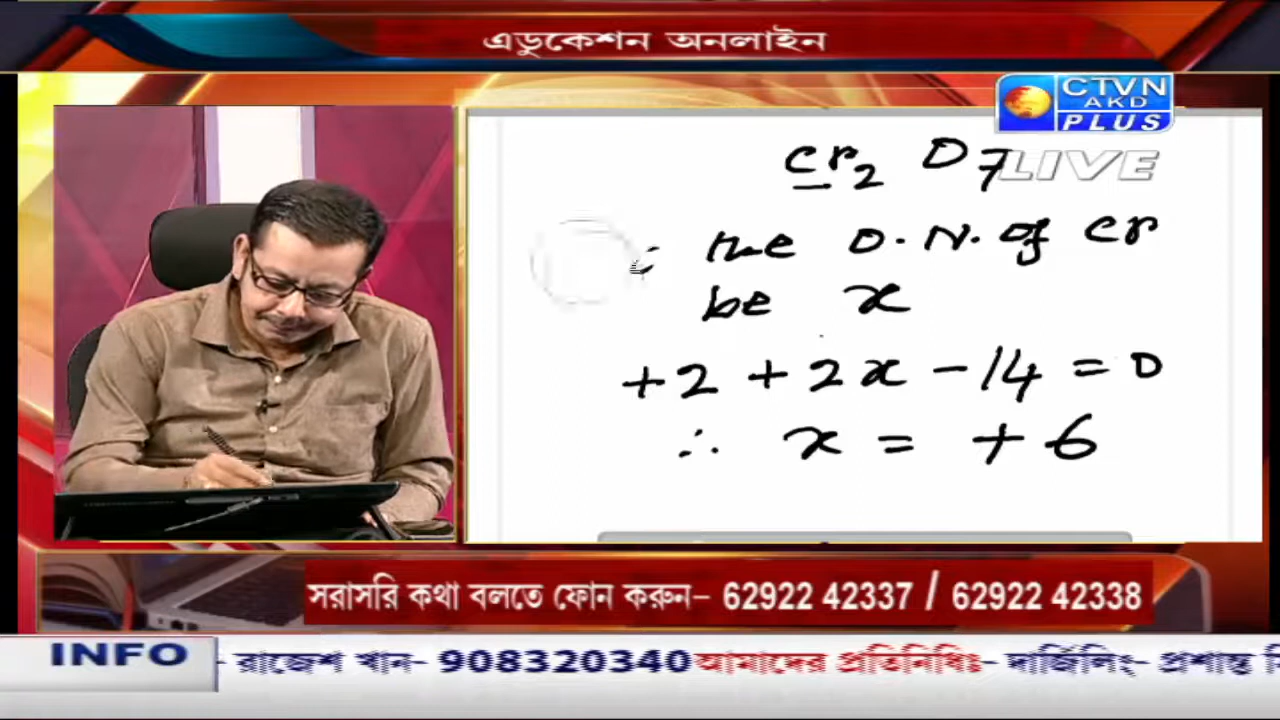 এডুকেশন অনলাইন
CTVN
AKD
PLUS
LIVE
Cr2 O7
: the O.N. of Cr
be x
+2 + 2x - 14 = 0
∴ x = + 6
সরাসরি কথা বলতে ফোন করুন- 62922 42337 / 62922 42338
INFO - রাজেশ খান- 908320340 আমাদের প্রতিনিধিঃ- দার্জিলিং- প্রশান্ত